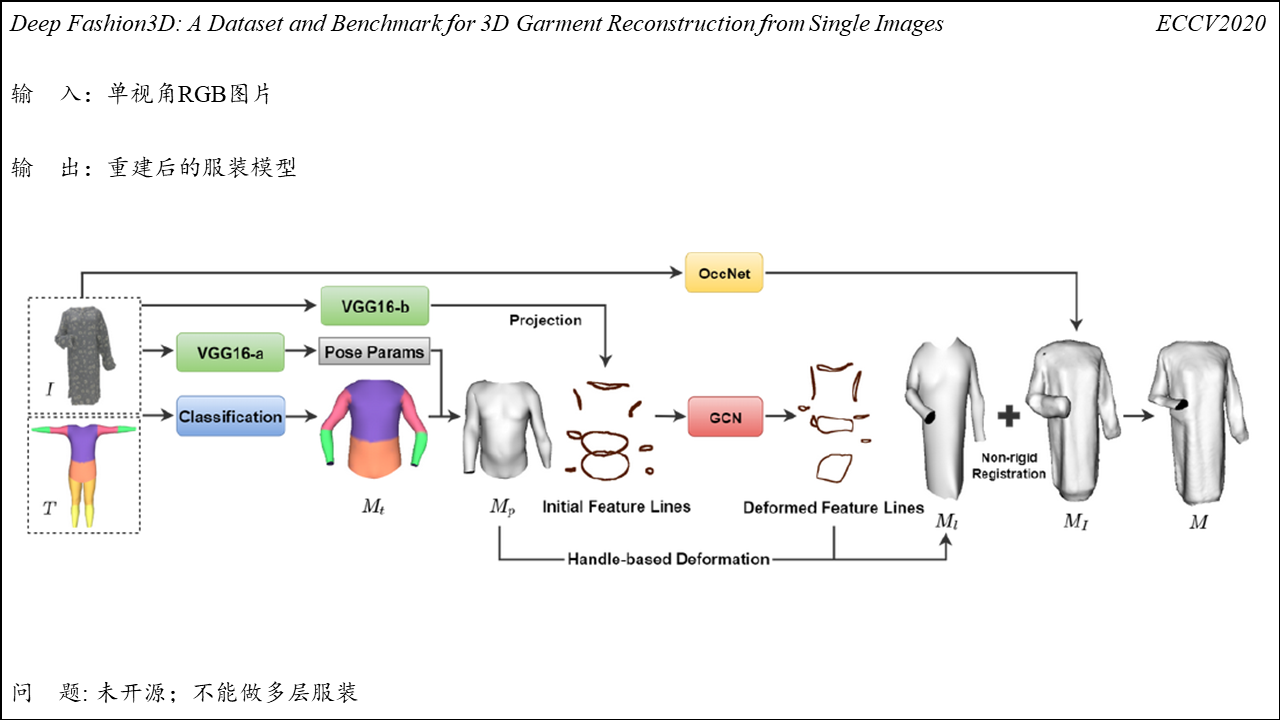 Deep Fashion3D: A Dataset and Benchmark for 3D Garment Reconstruction from Single Images ECCV2020
输 入：单视角RGB图片
输 出：重建后的服装模型
OccNet
VGG16-b
Projection
VGG16-a
Pose Params
I
Classification
GCN
Non-rigid
Registration
T
M_t
M_p
Initial Feature Lines
Deformed Feature Lines
M_l
M_I
M
Handle-based Deformation
问 题: 未开源；不能做多层服装